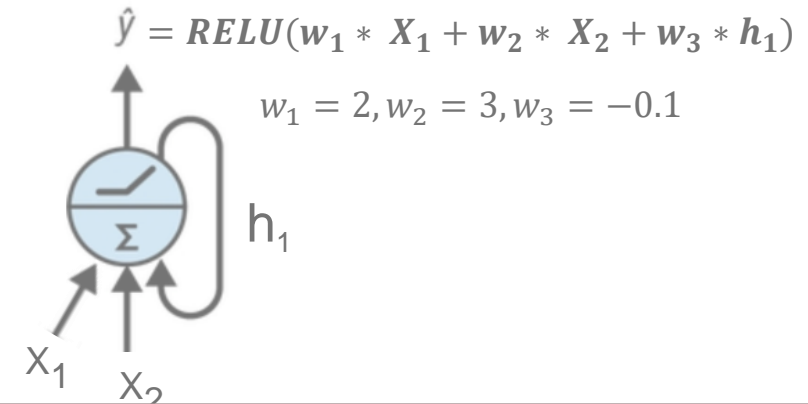 ŷ = RELU(w₁ * X₁ + w₂ * X₂ + w₃ * h₁)
w₁ = 2, w₂ = 3, w₃ = −0.1
Σ
h₁
X₁
X₂